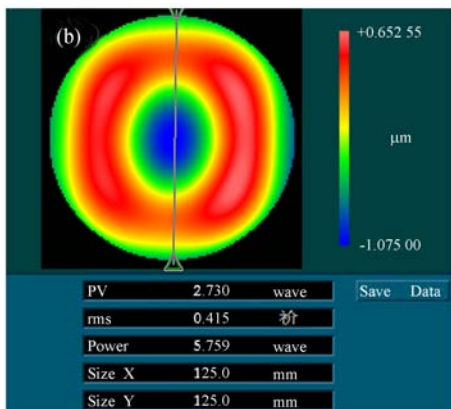 (b)
+0.652 55
μm
-1.075 00
PV 2.730 wave
rms 0.415 祄
Power 5.759 wave
Size X 125.0 mm
Size Y 125.0 mm
Save Data